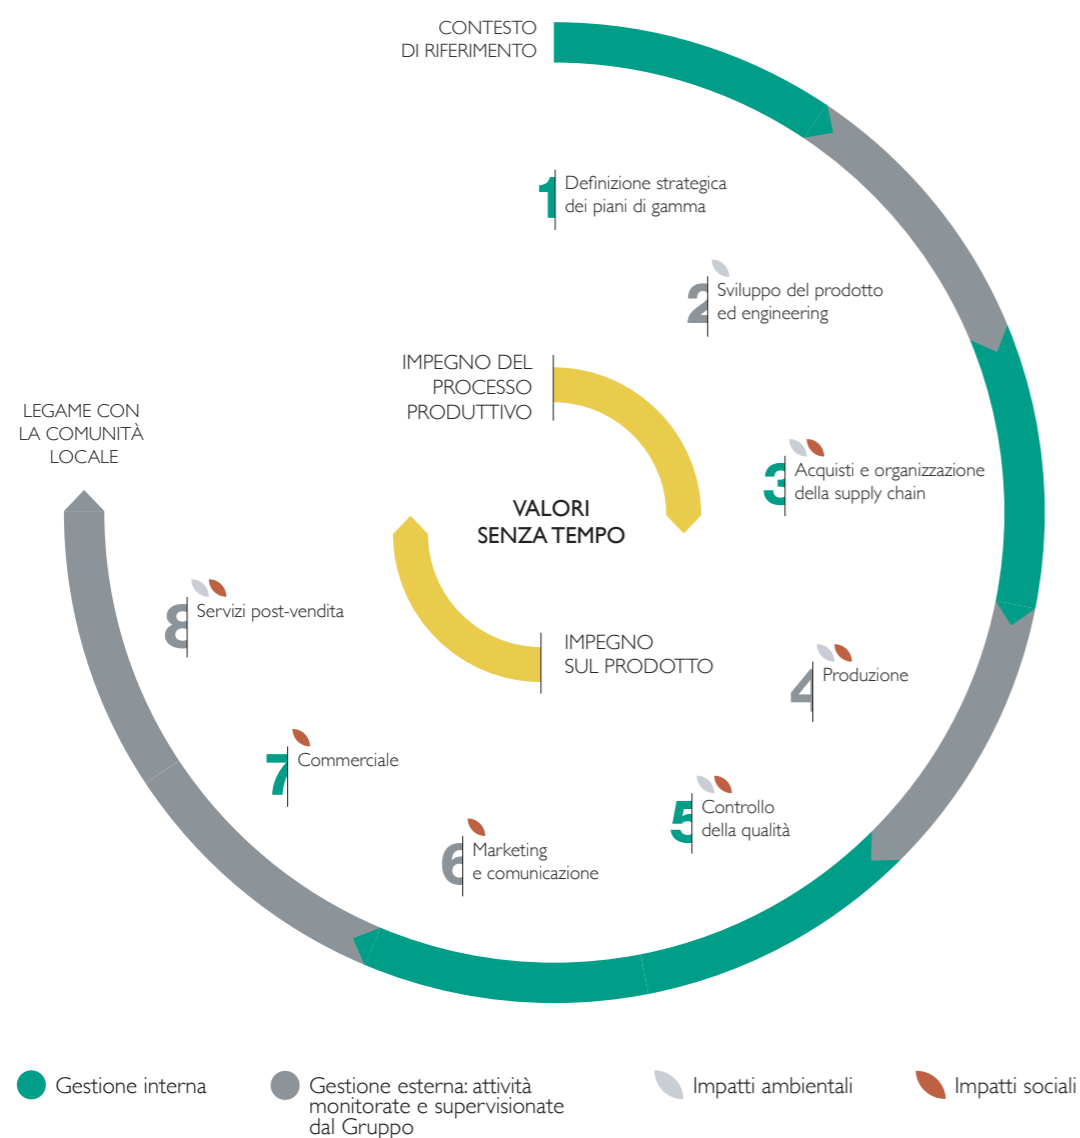 CONTESTO
DI RIFERIMENTO
1
Definizione strategica
dei piani di gamma
2
Sviluppo del prodotto
ed engineering
IMPEGNO DEL
PROCESSO
PRODUTTIVO
LEGAME CON
LA COMUNITÀ
LOCALE
3
Acquisti e organizzazione
della supply chain
VALORI
SENZA TEMPO
8
Servizi post-vendita
IMPEGNO
SUL PRODOTTO
4
Produzione
7
Commerciale
5
Controllo
della qualità
6
Marketing
e comunicazione
Gestione interna
Gestione esterna: attività
monitorate e supervisionate
dal Gruppo
Impatti ambientali
Impatti sociali